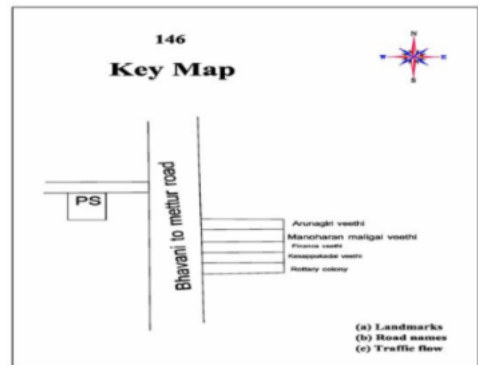 146
Key Map
N
W E
S
PS
Bhavani to mettur road
Arunagiri veethi
Manoharan maligai veethi
Finance veethi
Kasappukadai veethi
Rottary colony
(a) Landmarks
(b) Road names
(c) Traffic flow